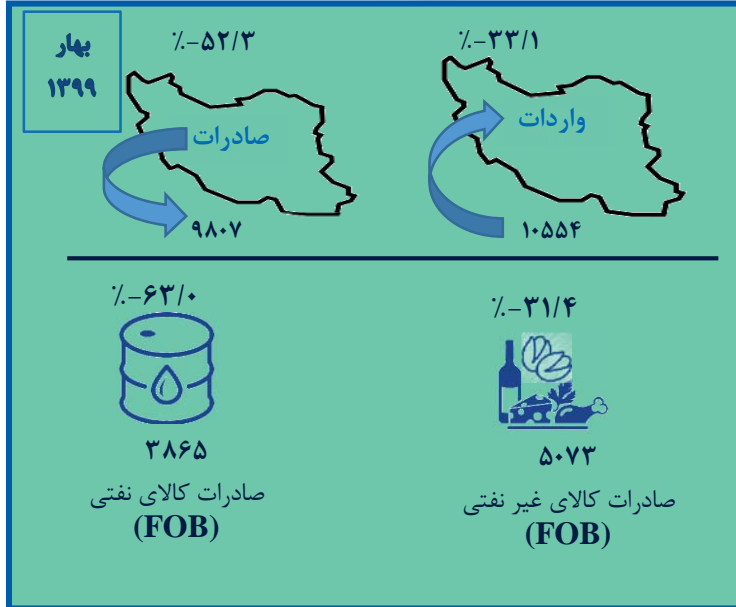 بهار
۱۳۹۹
%-۳۳/۱
واردات
۱۰۵۵۴
%-۵۲/۳
صادرات
۹۸۰۷
%-۳۱/۴
۵۰۷۳
صادرات کالای غیر نفتی
(FOB)
%-۶۳/۰
۳۸۶۵
صادرات کالای نفتی
(FOB)